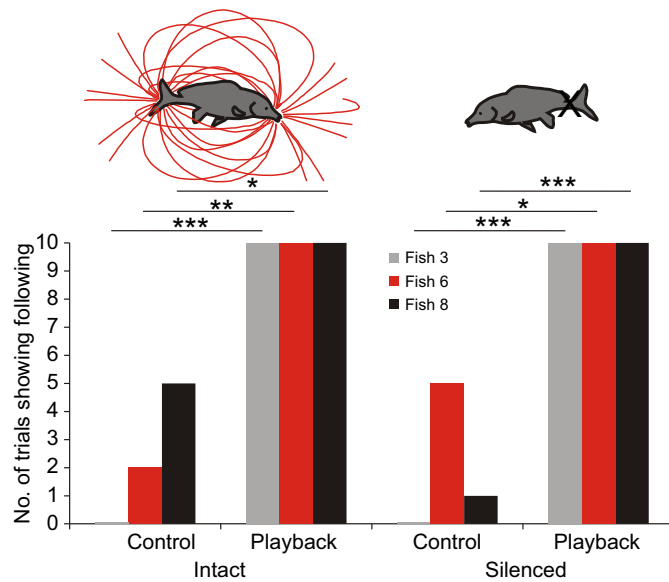 *
**
***
***
*
***
No. of trials showing following
10
9
8
7
6
5
4
3
2
1
0
Fish 3
Fish 6
Fish 8
Control
Playback
Control
Playback
Intact
Silenced